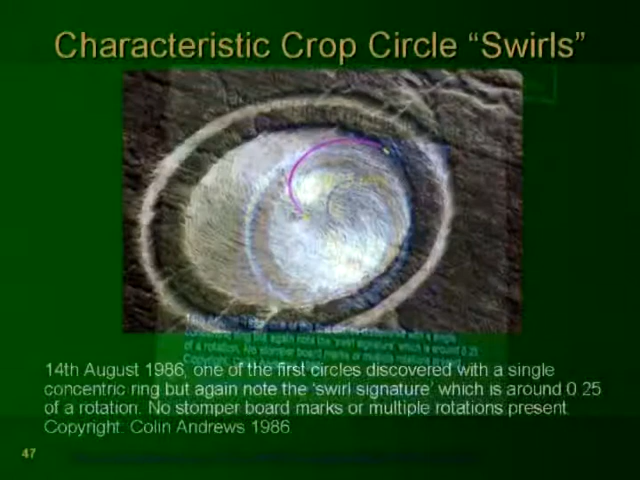 Characteristic Crop Circle “Swirls”
14th August 1986, one of the first circles discovered with a single
concentric ring but again note the ‘swirl signature’ which is around 0.25
of a rotation. No stomper board marks or multiple rotations present.
Copyright: Colin Andrews 1986
47